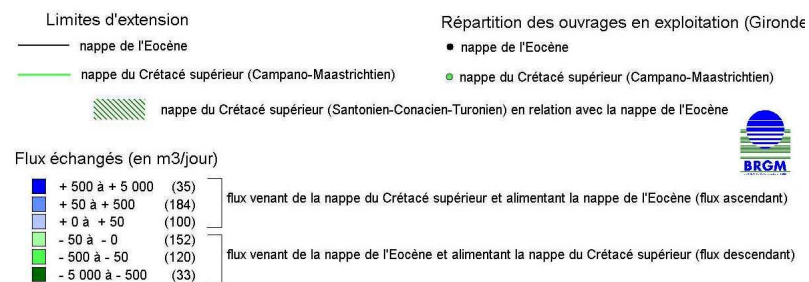 Limites d'extension
nappe de l'Eocène
nappe du Crétacé supérieur (Campano-Maastrichtien)
Répartition des ouvrages en exploitation (Gironde
nappe de l'Eocène
nappe du Crétacé supérieur (Campano-Maastrichtien)
nappe du Crétacé supérieur (Santonien-Conacien-Turonien) en relation avec la nappe de l'Eocène
BRGM
Flux échangés (en m3/jour)
+ 500 à + 5 000 (35)
+ 50 à + 500 (184)
+ 0 à + 50 (100)
flux venant de la nappe du Crétacé supérieur et alimentant la nappe de l'Eocène (flux ascendant)
- 50 à - 0 (152)
- 500 à - 50 (120)
- 5 000 à - 500 (33)
flux venant de la nappe de l'Eocène et alimentant la nappe du Crétacé supérieur (flux descendant)